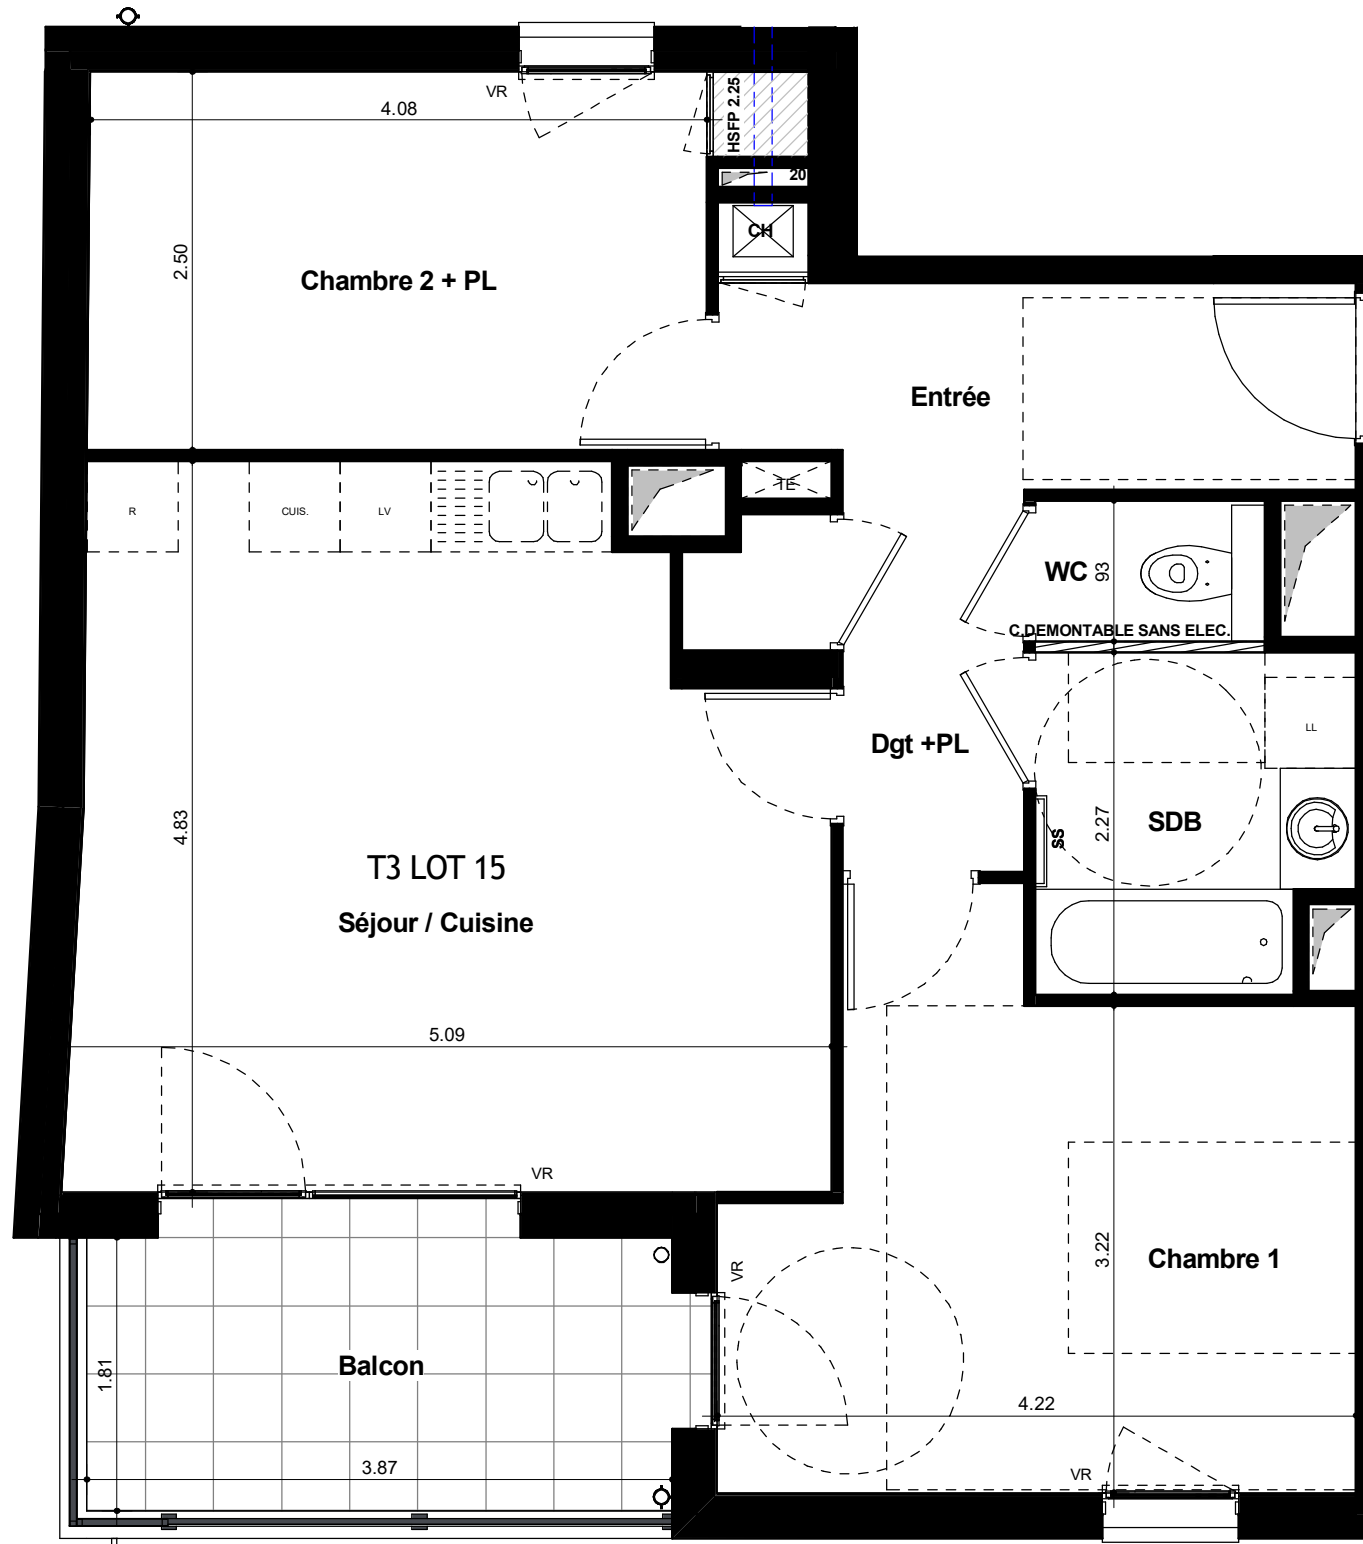 VR
4.08
HSFP 2.25
20
CH
2.50
Chambre 2 + PL
Entrée
R
CUIS.
LV
TE
WC
93
C.DEMONTABLE SANS ELEC.
LL
Dgt +PL
4.83
SDB
2.27
SS
T3 LOT 15
Séjour / Cuisine
5.09
VR
VR
3.22
Chambre 1
Balcon
1.81
4.22
3.87
VR